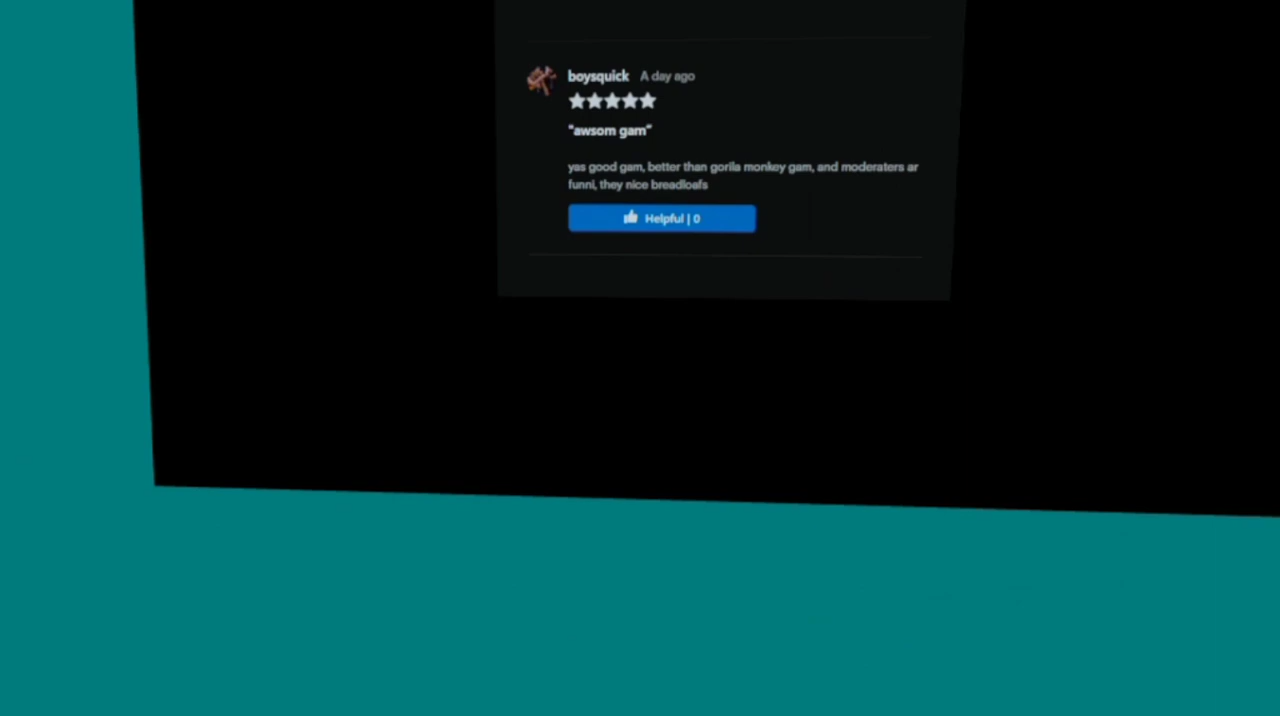 boysquick A day ago
"awsom gam"
yas good gam, better than gorila monkey gam, and moderaters ar
funni, they nice breadloafs
Helpful | 0